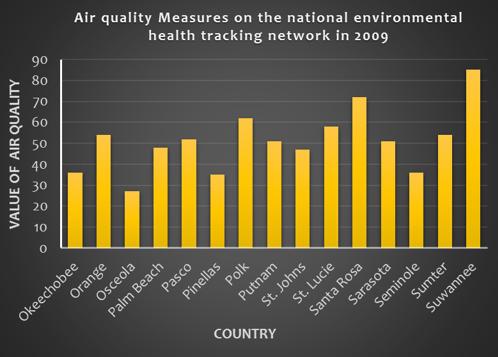 Air quality Measures on the national environmental
health tracking network in 2009
VALUE OF AIR QUALITY
90
80
70
60
50
40
30
20
10
0
Okeechobee
Orange
Osceola
Palm Beach
Pasco
Pinellas
Polk
Putnam
St. Johns
St. Lucie
Santa Rosa
Sarasota
Seminole
Sumter
Suwannee
COUNTRY